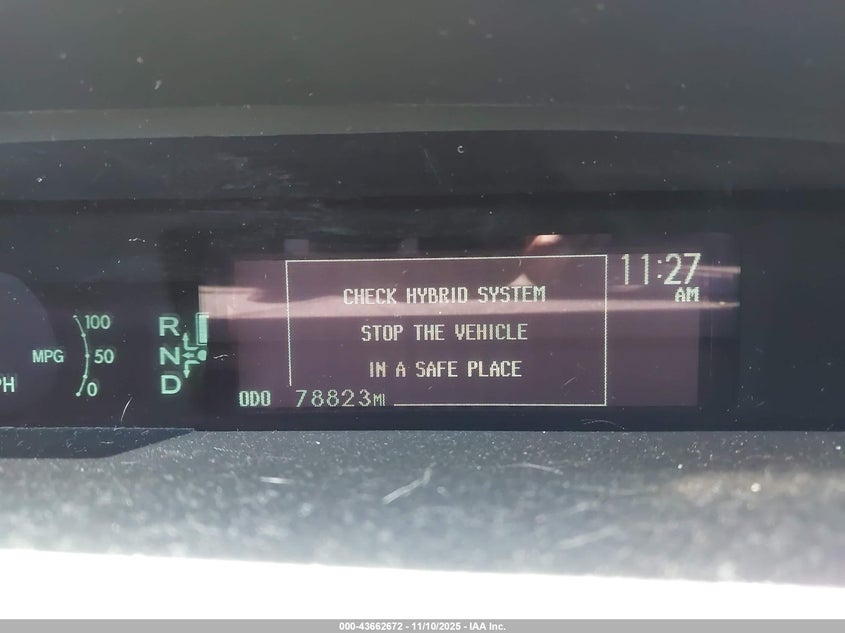 11:27
AM
CHECK HYBRID SYSTEM
STOP THE VEHICLE
IN A SAFE PLACE
100
MPG 50
0
R
N
D
ODO 78823MI
000-43662672 - 11/10/2025 - IAA Inc.